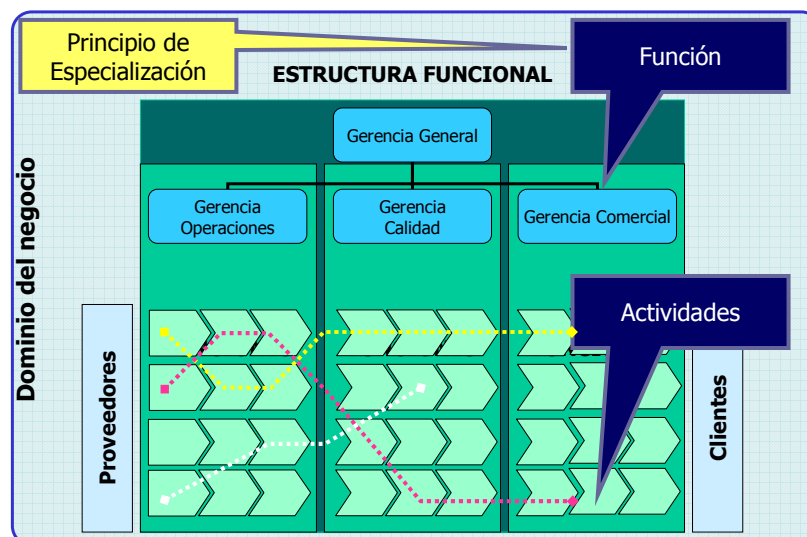 Principio de
Especialización
Función
ESTRUCTURA FUNCIONAL
Gerencia General
Gerencia
Operaciones
Gerencia
Calidad
Gerencia Comercial
Dominio del negocio
Proveedores
Actividades
Clientes